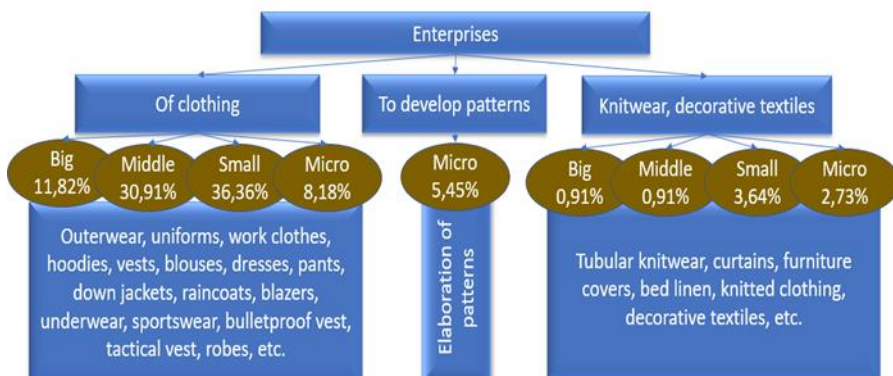 Enterprises
Of clothing
To develop patterns
Knitwear, decorative textiles
Big
11,82%
Middle
30,91%
Small
36,36%
Micro
8,18%
Micro
5,45%
Big
0,91%
Middle
0,91%
Small
3,64%
Micro
2,73%
Outerwear, uniforms, work clothes,
hoodies, vests, blouses, dresses, pants,
down jackets, raincoats, blazers,
underwear, sportswear, bulletproof vest,
tactical vest, robes, etc.
Elaboration of
patterns
Tubular knitwear, curtains, furniture
covers, bed linen, knitted clothing,
decorative textiles, etc.